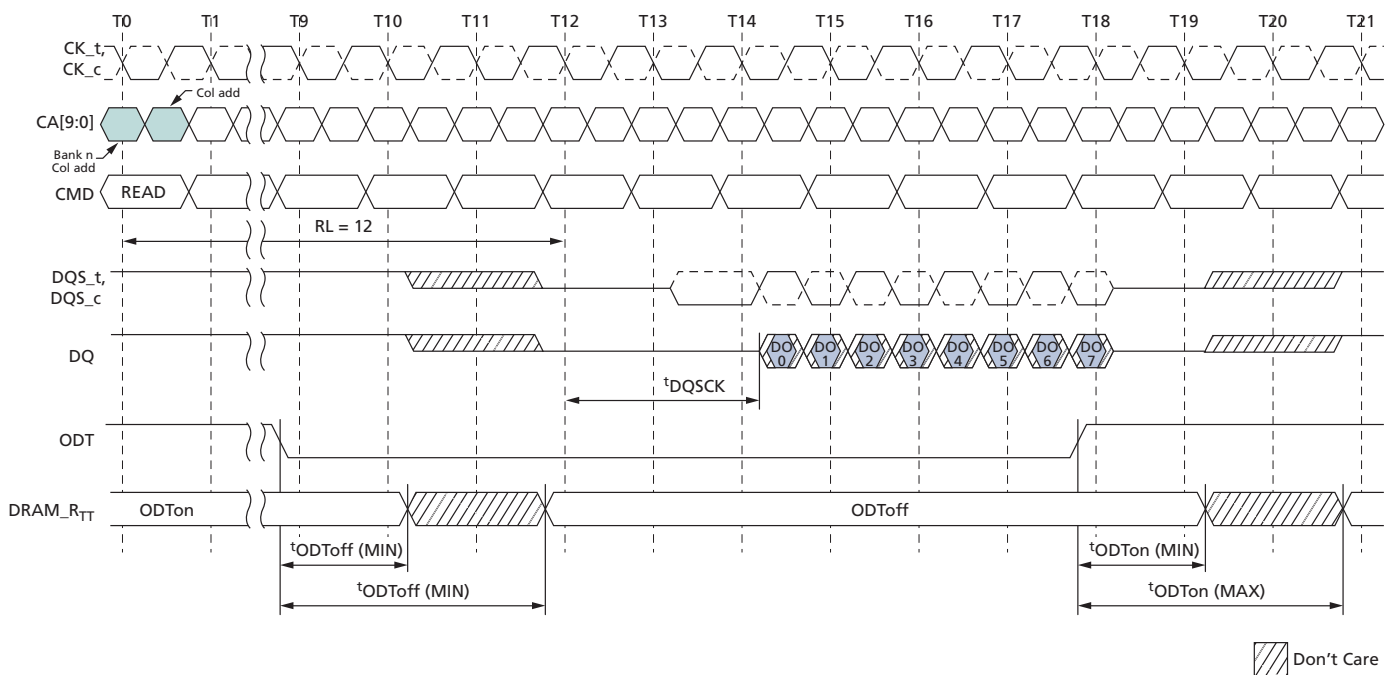 T0 T1 T9 T10 T11 T12 T13 T14 T15 T16 T17 T18 T19 T20 T21
CK_t,
CK_c
Col add
CA[9:0]
Bank n
Col add
CMD
READ
RL = 12
DQS_t,
DQS_c
DQ
DO DO DO DO DO DO DO DO
0 1 2 3 4 5 6 7
tDQSCK
ODT
DRAM_RTT
ODTon
ODToff
tODToff (MIN)
tODTon (MIN)
tODToff (MIN)
tODTon (MAX)
Don't Care